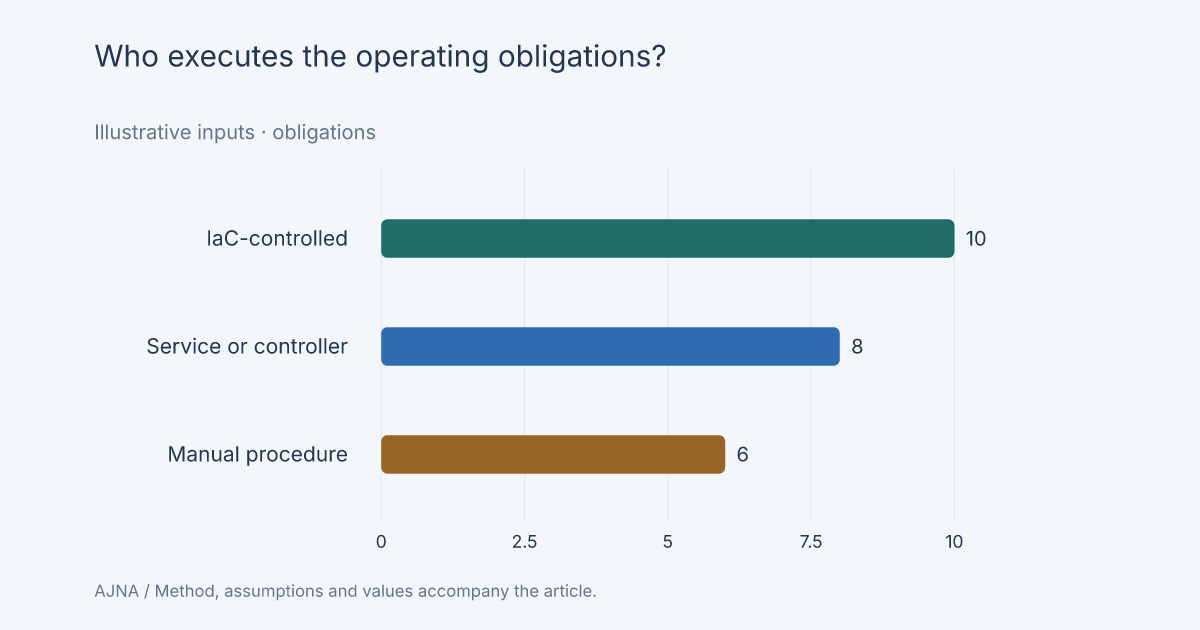 Who executes the operating obligations?
Illustrative inputs · obligations
IaC-controlled 10
Service or controller 8
Manual procedure 6
0 2.5 5 7.5 10
AJNA / Method, assumptions and values accompany the article.